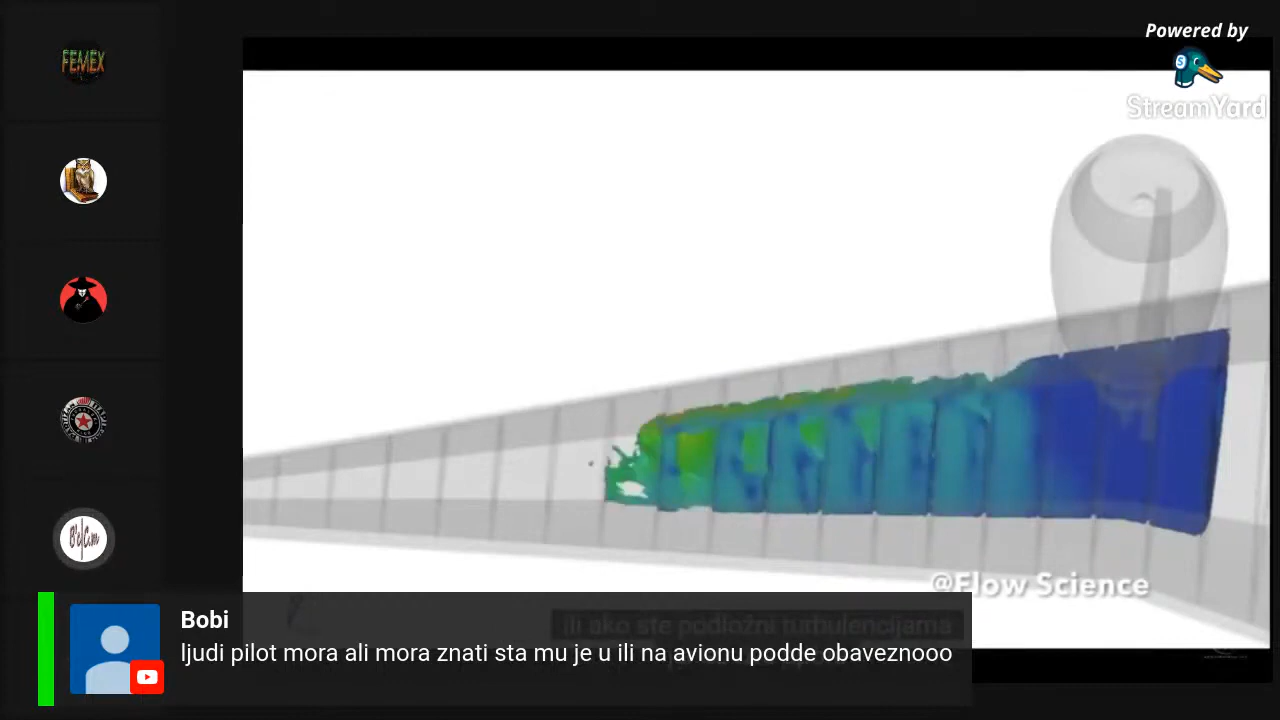 Powered by
StreamYard
FEMEX
@Flow Science
ili ako ste podložni turbulencijama
Bobi
ljudi pilot mora ali mora znati sta mu je u ili na avionu podde obaveznooo